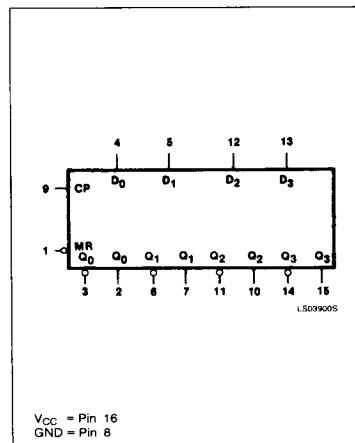 4 5 12 13
D0 D1 D2 D3
9 CP
1 MR
Q0 Q0 Q1 Q1 Q2 Q2 Q3 Q3
3 2 6 7 11 10 14 15
LS03900S
VCC = Pin 16
GND = Pin 8